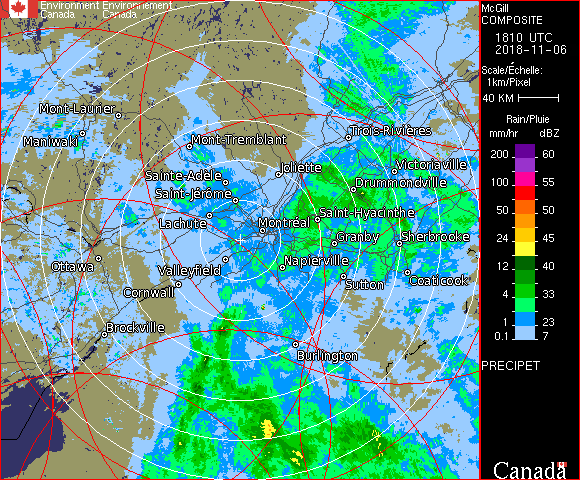 Environment Environnement
Canada Canada
McGill
COMPOSITE
1810 UTC
2018-11-06
Scale/Échelle:
1km/Pixel
40 KM
Rain/Pluie
mm/hr dBZ
200 60
100 55
50 50
24 45
12 40
4 33
1 23
0.1 7
PRECIPET
Canada
Mont-Laurier
Maniwaki
Mont-Tremblant
Trois-Rivières
Joliette
Victoriaville
Sainte-Adele
Drummondville
Saint-Jérôme
Saint-Hyacinthe
Lachute
Montréal
Granby
Sherbrooke
Ottawa
Valleyfield
Napierville
Cornwall
Sutton
Coaticook
Brockville
Burlington